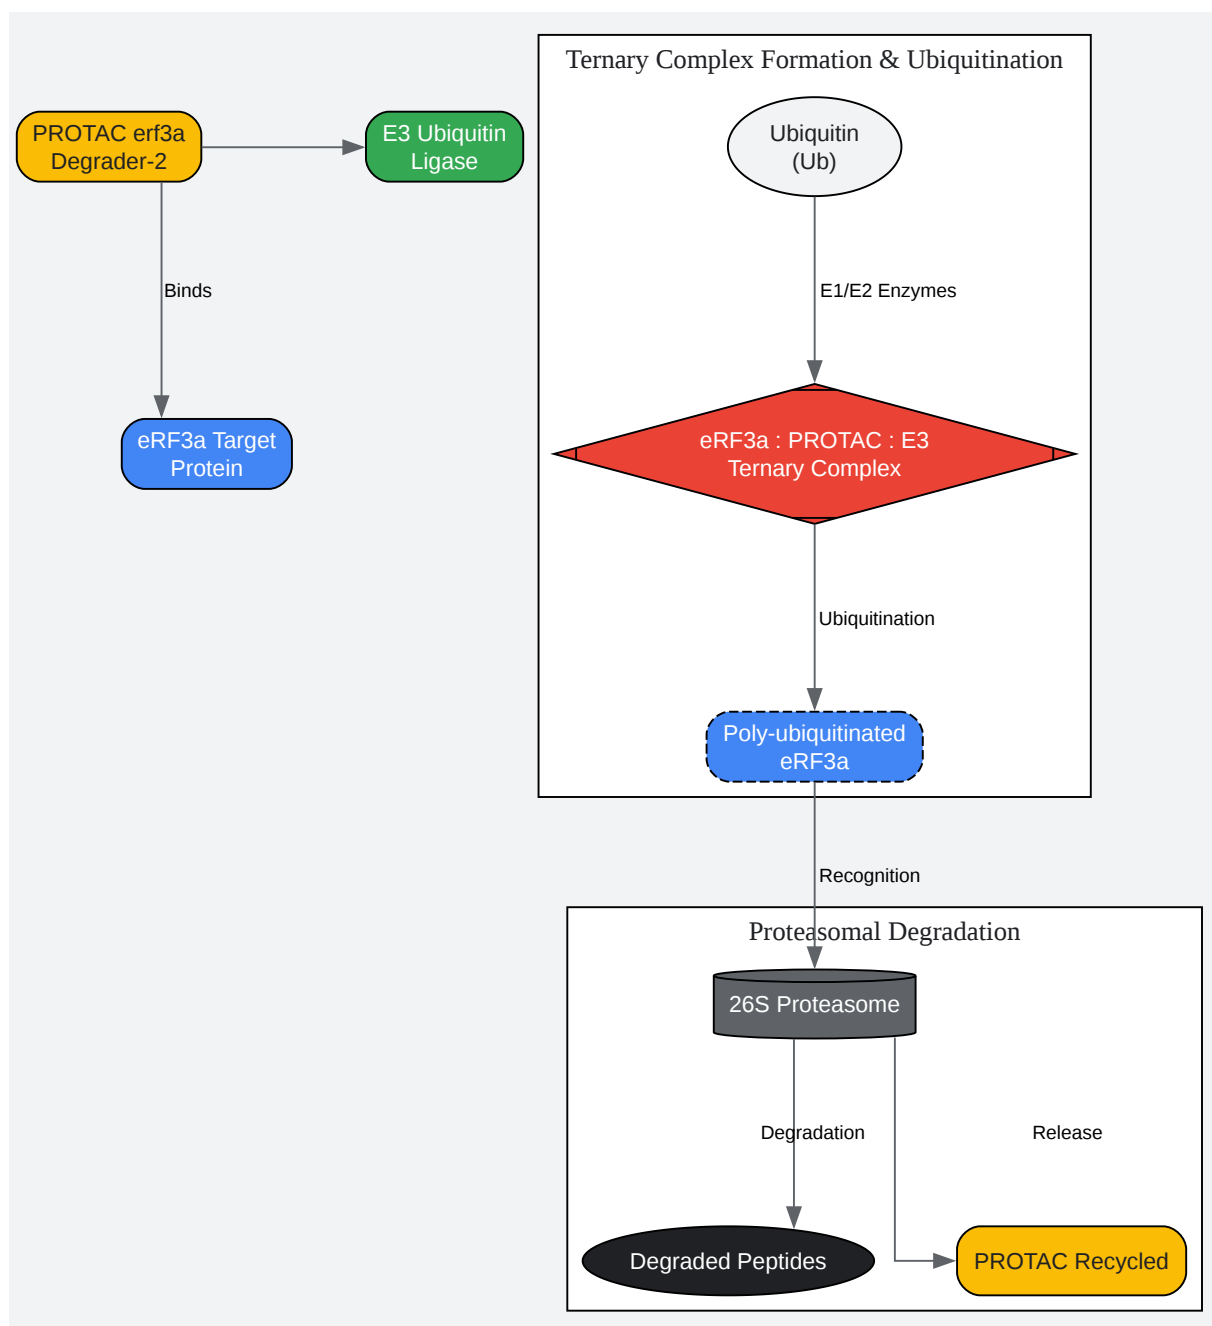 Ternary Complex Formation & Ubiquitination
PROTAC erf3a
Degrader-2
E3 Ubiquitin
Ligase
Ubiquitin
(Ub)
Binds
E1/E2 Enzymes
eRF3a Target
Protein
eRF3a : PROTAC : E3
Ternary Complex
Ubiquitination
Poly-ubiquitinated
eRF3a
Recognition
Proteasomal Degradation
26S Proteasome
Degradation
Release
Degraded Peptides
PROTAC Recycled